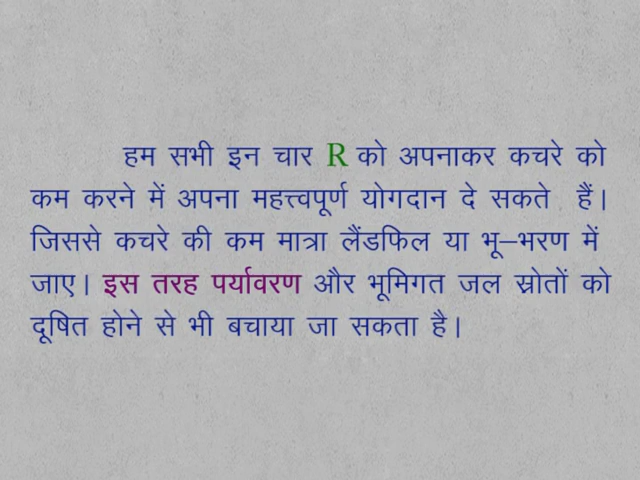 हम सभी इन चार R को अपनाकर कचरे को
कम करने में अपना महत्त्वपूर्ण योगदान दे सकते हैं।
जिससे कचरे की कम मात्रा लैंडफिल या भू–भरण में
जाए। इस तरह पर्यावरण और भूमिगत जल स्रोतों को
दूषित होने से भी बचाया जा सकता है।